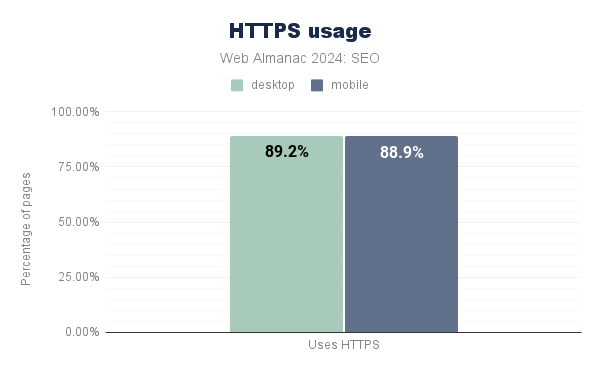 HTTPS usage
Web Almanac 2024: SEO
desktop mobile
100.00%
75.00%
50.00%
25.00%
0.00%
Percentage of pages
89.2% 88.9%
Uses HTTPS